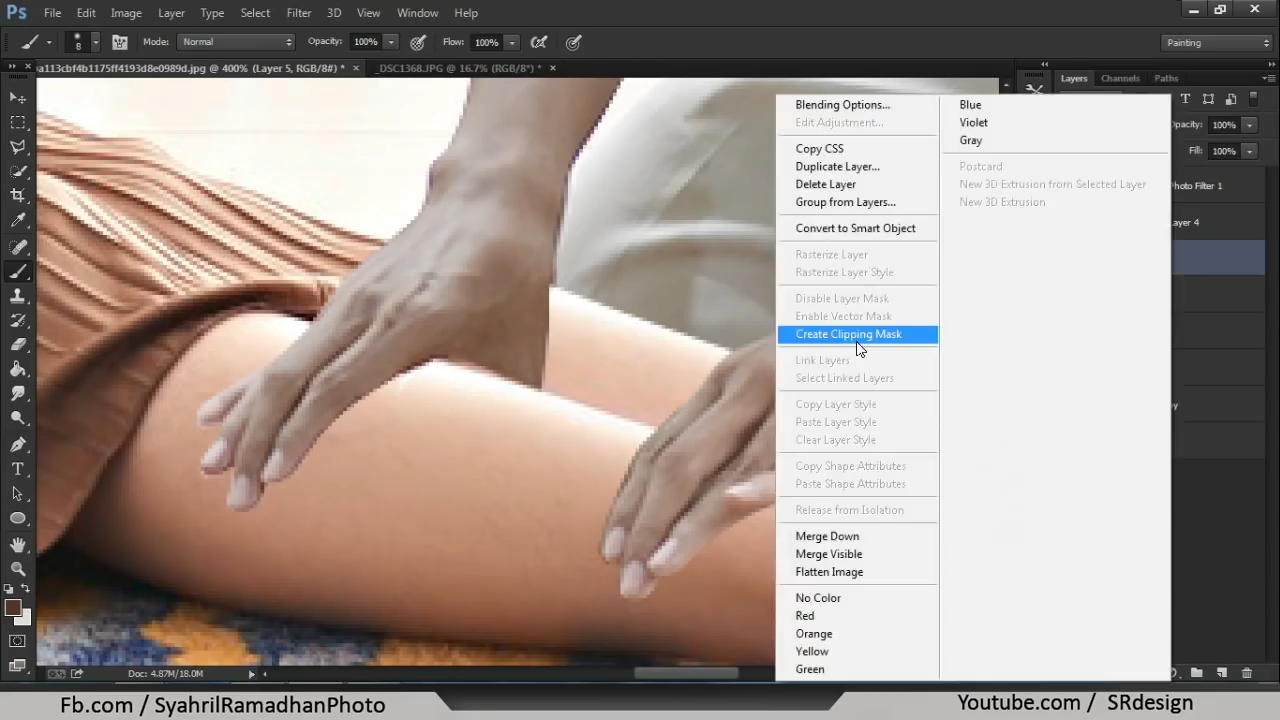 Ps File Edit Image Layer Type Select Filter 3D View Window Help
8 Mode: Normal Opacity: 100% Flow: 100% Painting
a113cbf4b1175ff4193d8e0989d.jpg @ 400% (Layer 5, RGB/8#) * × _DSC1368.JPG @ 16.7% (RGB/8*) * × Layers Channels Paths
Opacity: 100%
Fill: 100%
Photo Filter 1
Layer 4
Blending Options...
Edit Adjustment...
Copy CSS
Duplicate Layer...
Delete Layer
Group from Layers...
Convert to Smart Object
Rasterize Layer
Rasterize Layer Style
Disable Layer Mask
Enable Vector Mask
Create Clipping Mask
Link Layers
Select Linked Layers
Copy Layer Style
Paste Layer Style
Clear Layer Style
Copy Shape Attributes
Paste Shape Attributes
Release from Isolation
Merge Down
Merge Visible
Flatten Image
No Color
Red
Orange
Yellow
Green
Blue
Violet
Gray
Postcard
New 3D Extrusion from Selected Layer
New 3D Extrusion
Doc: 4.87M/18.0M
Fb.com / SyahrilRamadhanPhoto
Youtube.com / SRdesign